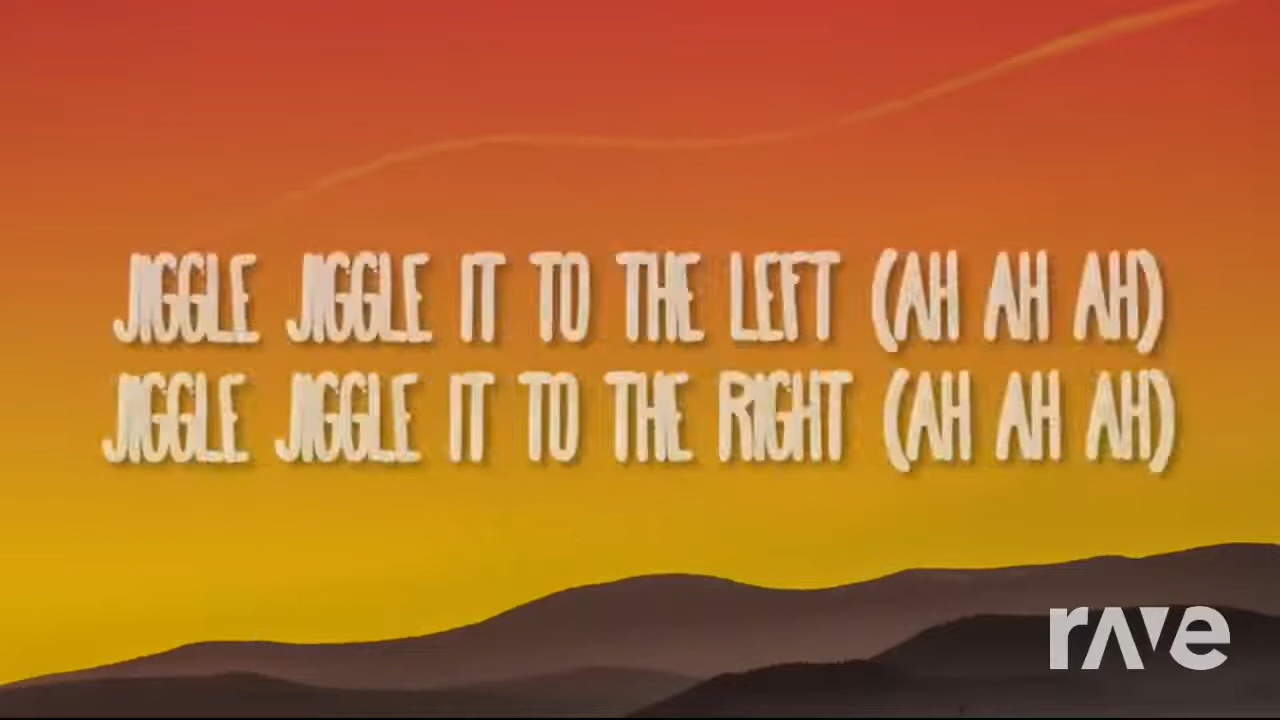 JIGGLE JIGGLE IT TO THE LEFT (AH AH AH)
JIGGLE JIGGLE IT TO THE RIGHT (AH AH AH)
rave